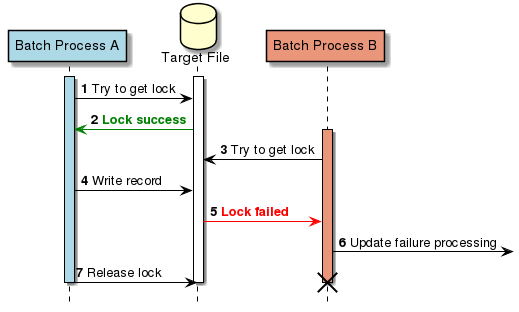 Batch Process A
Target File
Batch Process B
1 Try to get lock
2 Lock success
3 Try to get lock
4 Write record
5 Lock failed
6 Update failure processing
7 Release lock